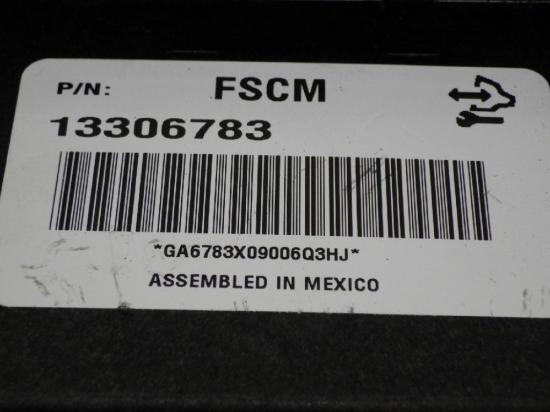 P/N: FSCM
13306783
*GA6783X09006Q3HJ*
ASSEMBLED IN MEXICO